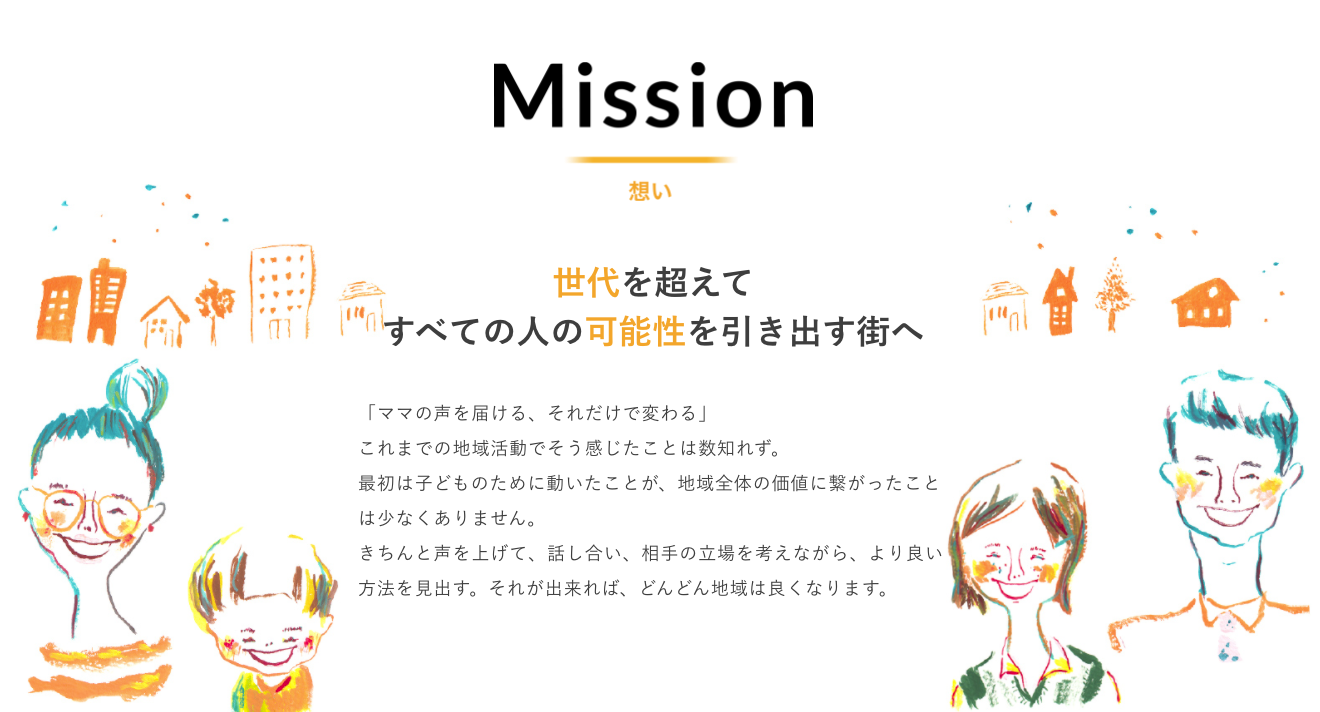 Mission
想い
世代を超えて
すべての人の可能性を引き出す街へ
「ママの声を届ける、それだけで変わる」
これまでの地域活動でそう感じたことは数知れず。
最初は子どものために動いたことが、地域全体の価値に繋がったこと
は少なくありません。
きちんと声を上げて、話し合い、相手の立場を考えながら、より良い
方法を見出す。それが出来れば、どんどん地域は良くなります。